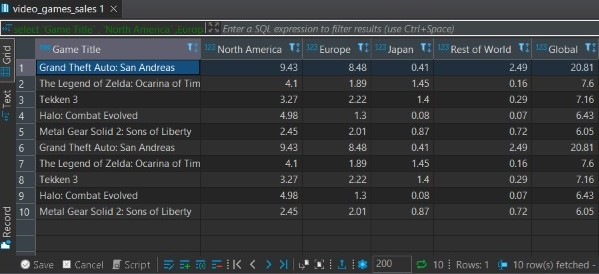 video_games_sales 1
select `Game Title`, `North America`, `Europ Enter a SQL expression to filter results (use Ctrl+Space)
Grid
Text
Record
Game Title 123 North America 123 Europe 123 Japan 123 Rest of World 123 Global
1 Grand Theft Auto: San Andreas 9.43 8.48 0.41 2.49 20.81
2 The Legend of Zelda: Ocarina of Tim 4.1 1.89 1.45 0.16 7.6
3 Tekken 3 3.27 2.22 1.4 0.29 7.16
4 Halo: Combat Evolved 4.98 1.3 0.08 0.07 6.43
5 Metal Gear Solid 2: Sons of Liberty 2.45 2.01 0.87 0.72 6.05
6 Grand Theft Auto: San Andreas 9.43 8.48 0.41 2.49 20.81
7 The Legend of Zelda: Ocarina of Tim 4.1 1.89 1.45 0.16 7.6
8 Tekken 3 3.27 2.22 1.4 0.29 7.16
9 Halo: Combat Evolved 4.98 1.3 0.08 0.07 6.43
10 Metal Gear Solid 2: Sons of Liberty 2.45 2.01 0.87 0.72 6.05
Save Cancel Script 200 10 Rows: 1 10 row(s) fetched -